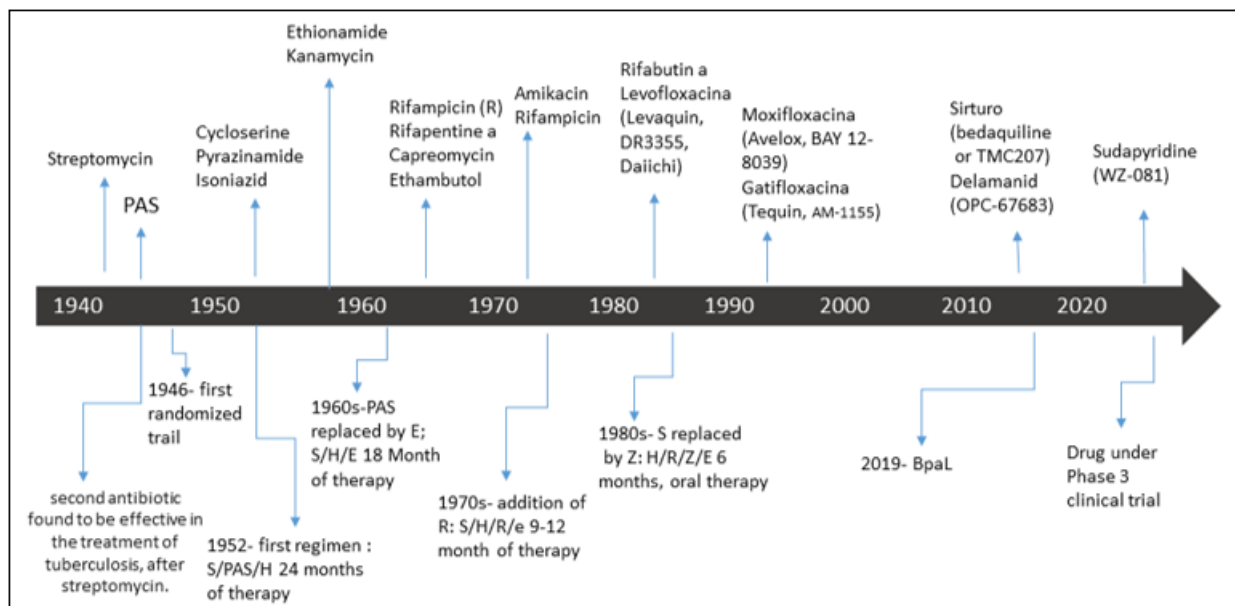 Streptomycin
PAS
Cycloserine
Pyrazinamide
Isoniazid
Ethionamide
Kanamycin
Rifampicin (R)
Rifapentine a
Capreomycin
Ethambutol
Amikacin
Rifampicin
Rifabutin a
Levofloxacina
(Levaquin,
DR3355,
Daiichi)
Moxifloxacina
(Avelox, BAY 12-
8039)
Gatifloxacina
(Tequin, AM-1155)
Sirturo
(bedaquiline
or TMC207)
Delamanid
(OPC-67683)
Sudapyridine
(WZ-081)
1940 1950 1960 1970 1980 1990 2000 2010 2020
second antibiotic
found to be effective in
the treatment of
tuberculosis, after
streptomycin.
1946- first
randomized
trail
1952- first regimen :
S/PAS/H 24 months
of therapy
1960s-PAS
replaced by E;
S/H/E 18 Month
of therapy
1970s- addition of
R: S/H/R/e 9-12
month of therapy
1980s- S replaced
by Z: H/R/Z/E 6
months, oral therapy
2019- BpaL
Drug under
Phase 3
clinical trial